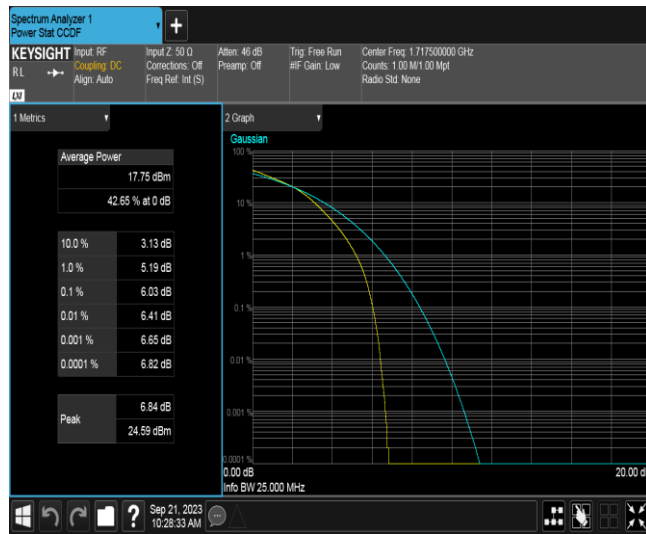 Spectrum Analyzer 1
Power Stat CCDF
+
KEYSIGHT
RL
LXI
Input: RF
Coupling: DC
Align: Auto
Input Z: 50 Ω
Corrections: Off
Freq Ref: Int (S)
Atten: 46 dB
Preamp: Off
Trig: Free Run
#IF Gain: Low
Center Freq: 1.717500000 GHz
Counts: 1.00 M/1.00 Mpt
Radio Std: None
1 Metrics
Average Power
17.75 dBm
42.65 % at 0 dB
10.0 % 3.13 dB
1.0 % 5.19 dB
0.1 % 6.03 dB
0.01 % 6.41 dB
0.001 % 6.65 dB
0.0001 % 6.82 dB
Peak
6.84 dB
24.59 dBm
2 Graph
Gaussian
100 %
10 %
1 %
0.1 %
0.01 %
0.001 %
0.0001 %
0.00 dB
20.00 d
Info BW 25.000 MHz
?
Sep 21, 2023
10:28:33 AM